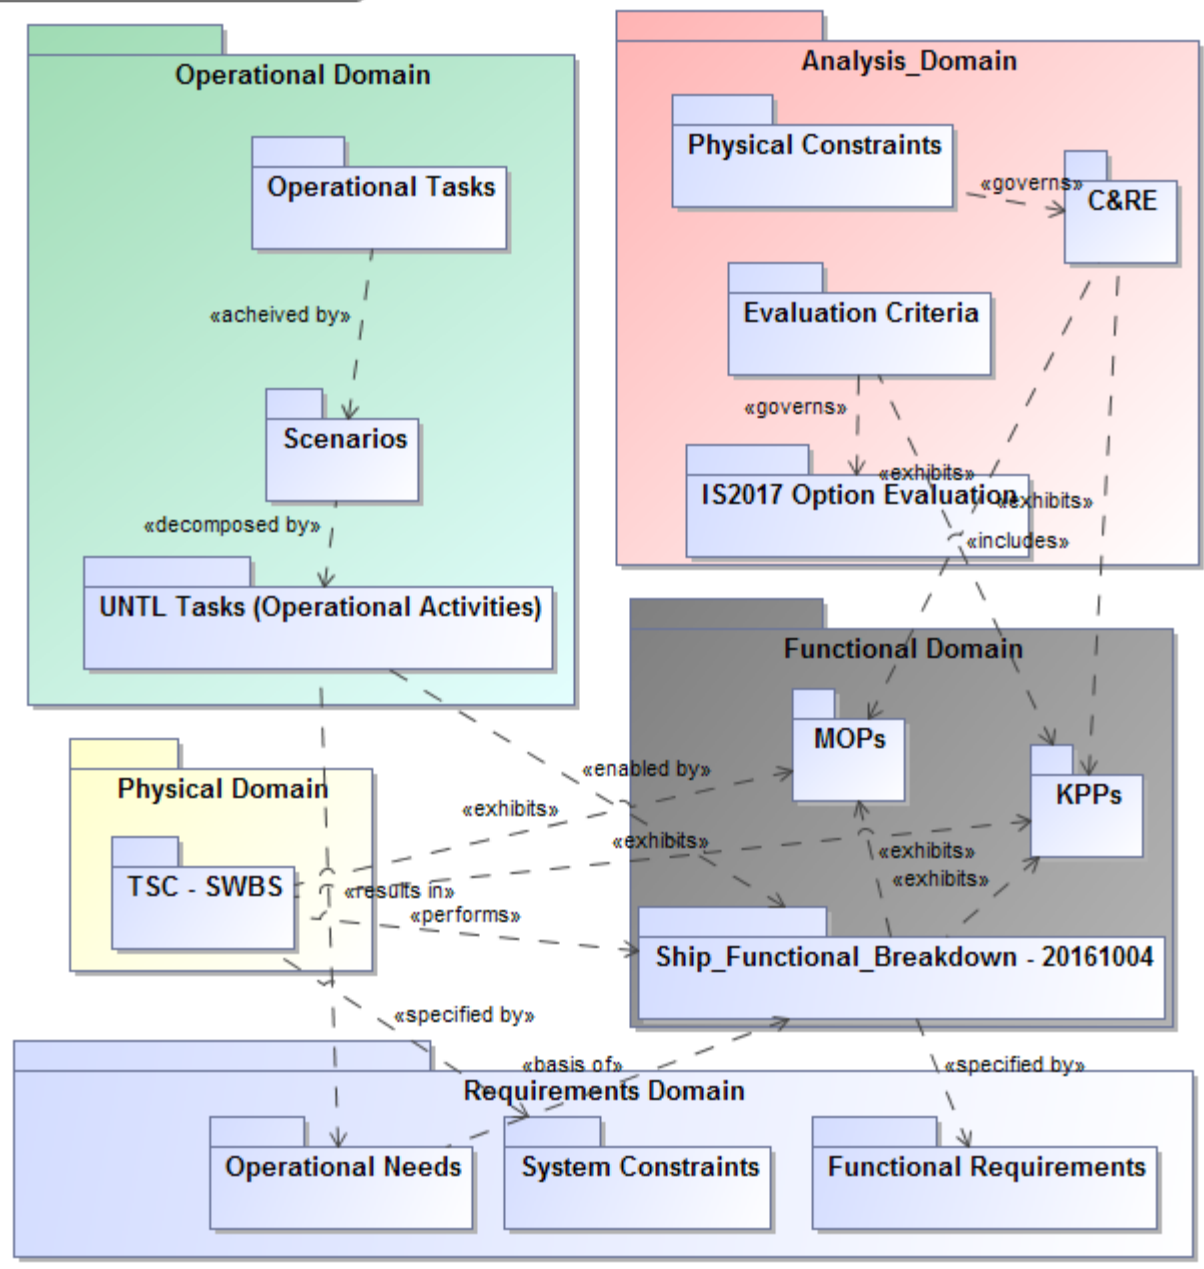 Operational Domain
Operational Tasks
«acheived by»
Scenarios
«decomposed by»
UNTL Tasks (Operational Activities)
Analysis_Domain
Physical Constraints
«governs»
C&RE
Evaluation Criteria
«governs»
«exhibits»
IS2017 Option Evaluation
«exhibits»
«includes»
Functional Domain
MOPs
KPPs
«enabled by»
«exhibits»
«exhibits»
«exhibits»
«exhibits»
Physical Domain
TSC - SWBS
«results in»
«performs»
Ship_Functional_Breakdown - 20161004
«specified by»
«basis of»
«specified by»
Requirements Domain
Operational Needs
System Constraints
Functional Requirements